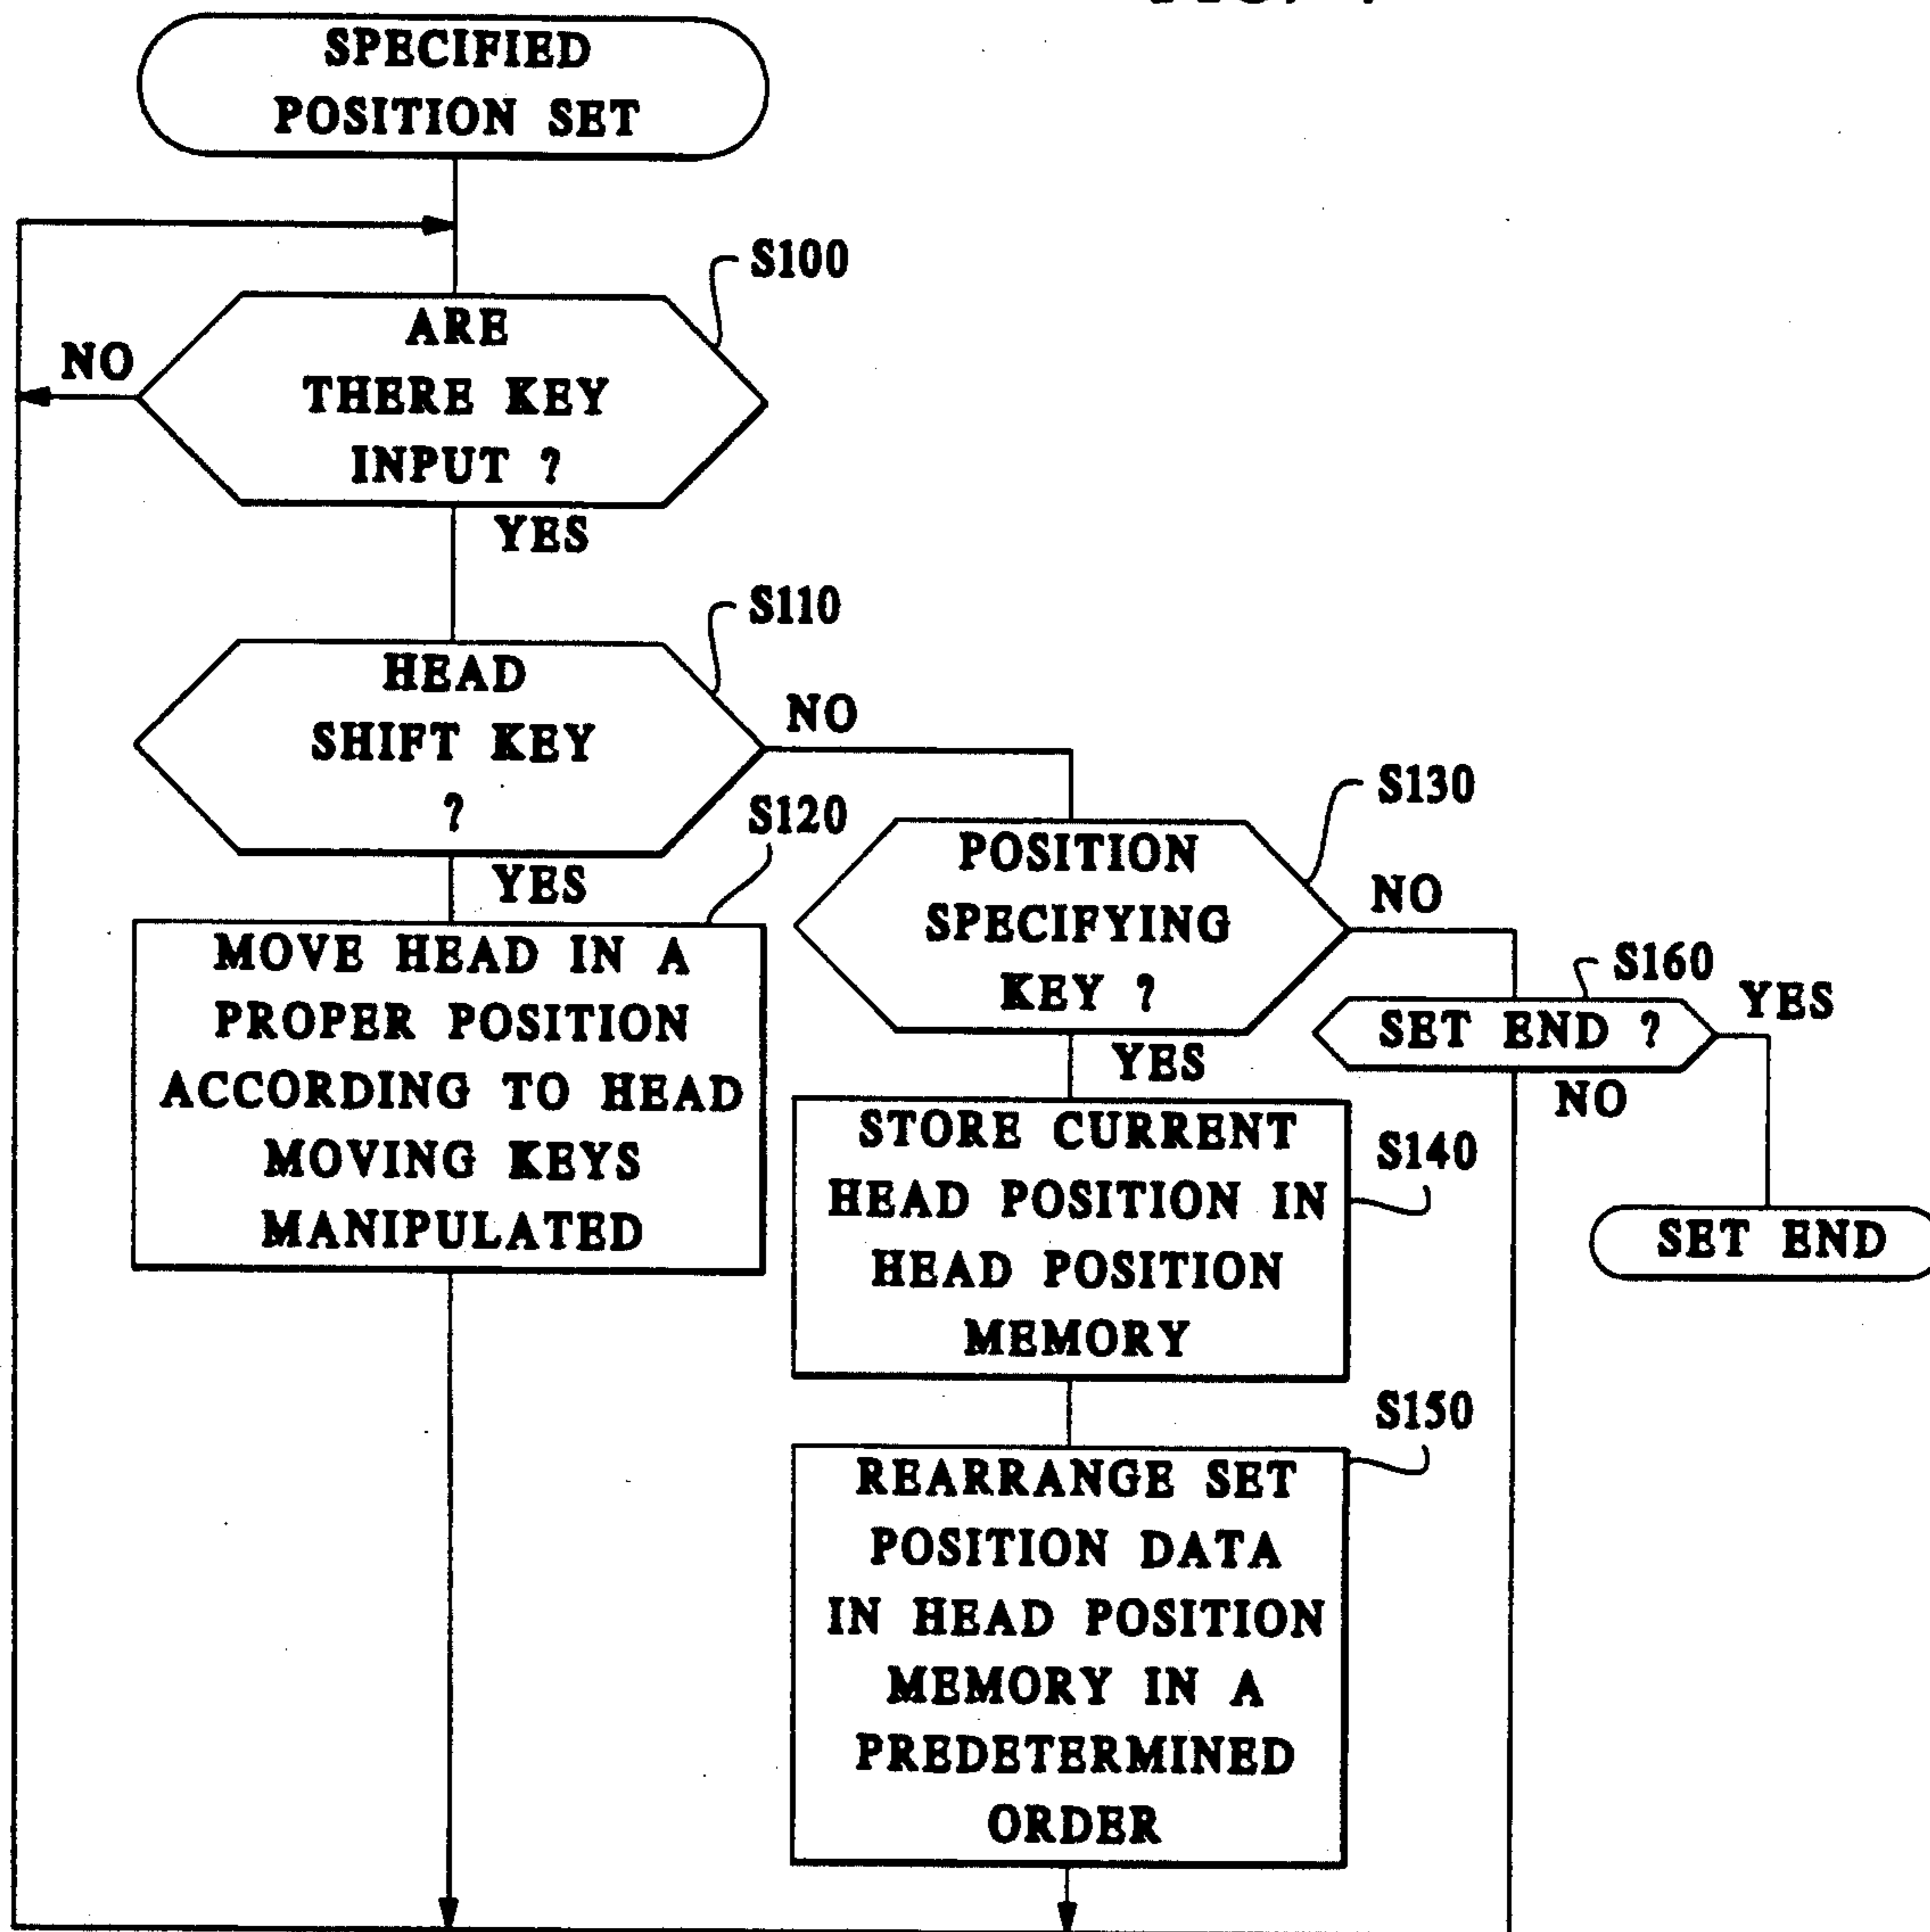 SPECIFIED
POSITION SET
S100
ARE
THERE KEY
INPUT ?
NO
YES
S110
HEAD
SHIFT KEY
?
NO
YES
S120
MOVE HEAD IN A
PROPER POSITION
ACCORDING TO HEAD
MOVING KEYS
MANIPULATED
S130
POSITION
SPECIFYING
KEY ?
NO
YES
S160
SET END ?
YES
NO
SET END
S140
STORE CURRENT
HEAD POSITION IN
HEAD POSITION
MEMORY
S150
REARRANGE SET
POSITION DATA
IN HEAD POSITION
MEMORY IN A
PREDETERMINED
ORDER